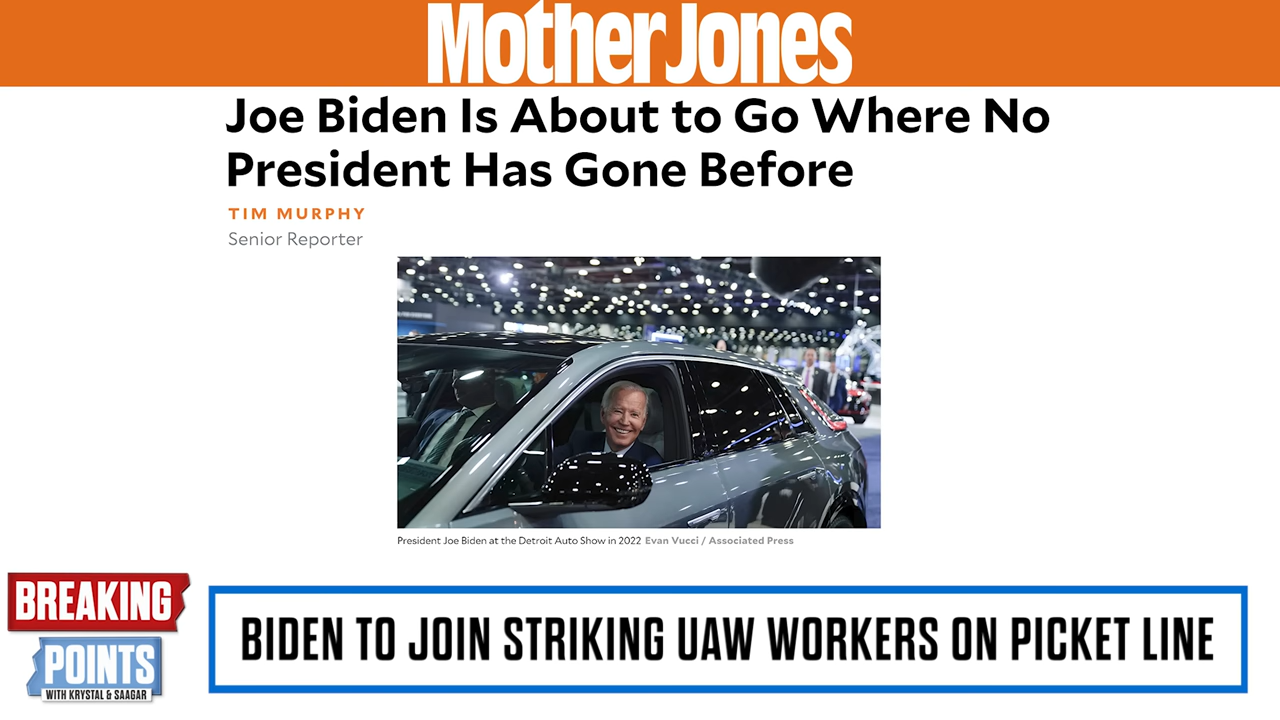 Mother Jones
Joe Biden Is About to Go Where No
President Has Gone Before
TIM MURPHY
Senior Reporter
President Joe Biden at the Detroit Auto Show in 2022 Evan Vucci / Associated Press
BREAKING
POINTS
WITH KRYSTAL & SAAGAR
BIDEN TO JOIN STRIKING UAW WORKERS ON PICKET LINE